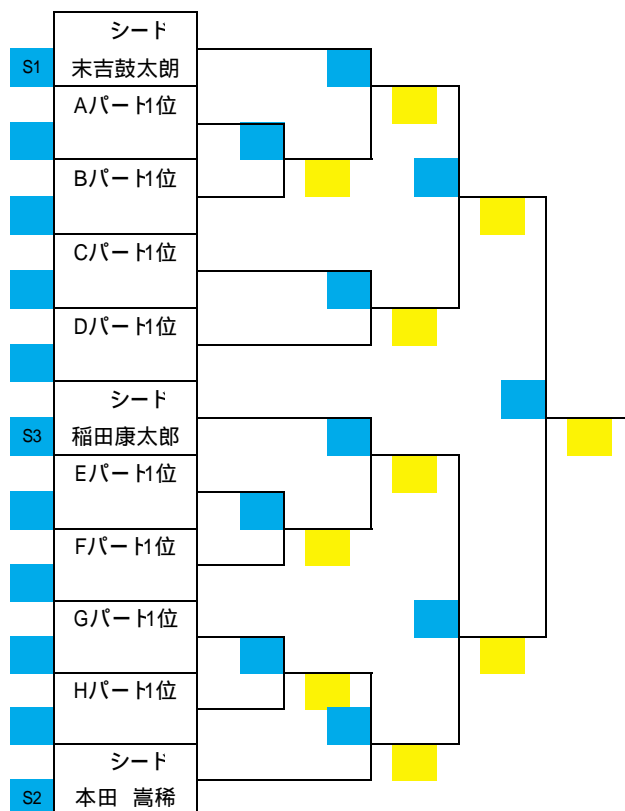 シード
S1
末吉鼓太朗
Aパート1位
Bパート1位
Cパート1位
Dパート1位
シード
S3
稲田康太郎
Eパート1位
Fパート1位
Gパート1位
Hパート1位
シード
S2
本田 嵩稀